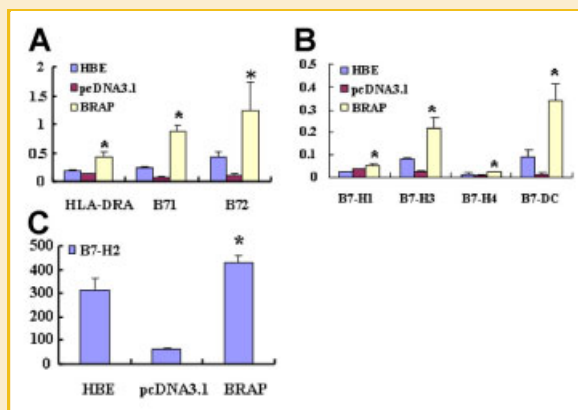 A
HBE
pcDNA3.1
BRAP
2
1.5
1
0.5
0
*
*
*
HLA-DRA B71 B72
B
HBE
pcDNA3.1
BRAP
0.5
0.4
0.3
0.2
0.1
0
*
*
*
*
B7-H1 B7-H3 B7-H4 B7-DC
C
B7-H2
500
400
300
200
100
0
*
HBE pcDNA3.1 BRAP